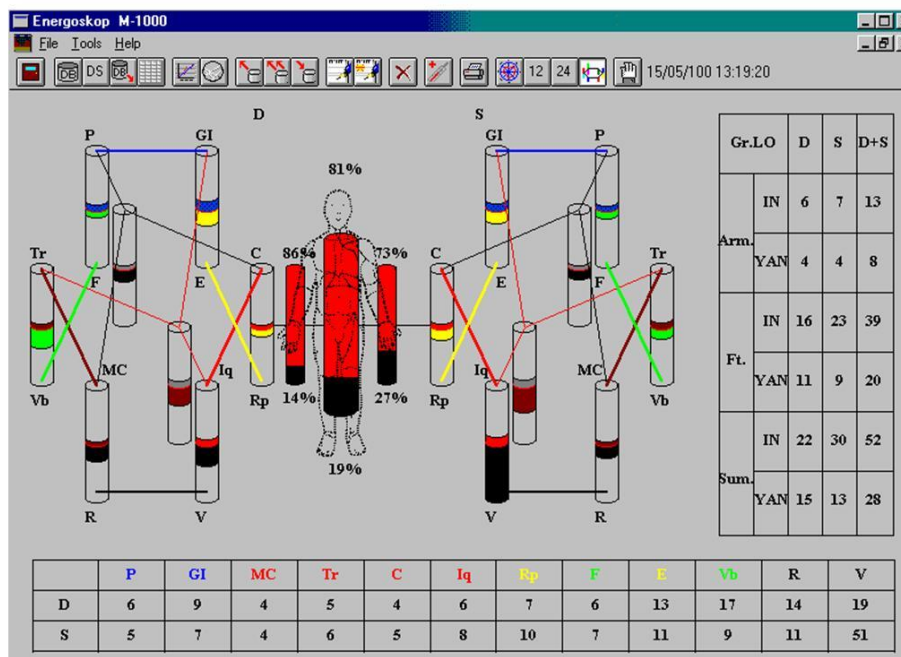 Energoskop M-1000
File Tools Help
DB DS DB 12 24 15/05/100 13:19:20
D S
P GI GI P
81%
Tr C 86% 73% C Tr
F E E F
MC Iq Iq MC
Vb Rp 14% 27% Rp Vb
19%
R V V R
Gr.LO D S D+S
Arm. IN 6 7 13
YAN 4 4 8
Ft. IN 16 23 39
YAN 11 9 20
Sum. IN 22 30 52
YAN 15 13 28
P GI MC Tr C Iq Rp F E Vb R V
D 6 9 4 5 4 6 7 6 13 17 14 19
S 5 7 4 6 5 8 10 7 11 9 11 51